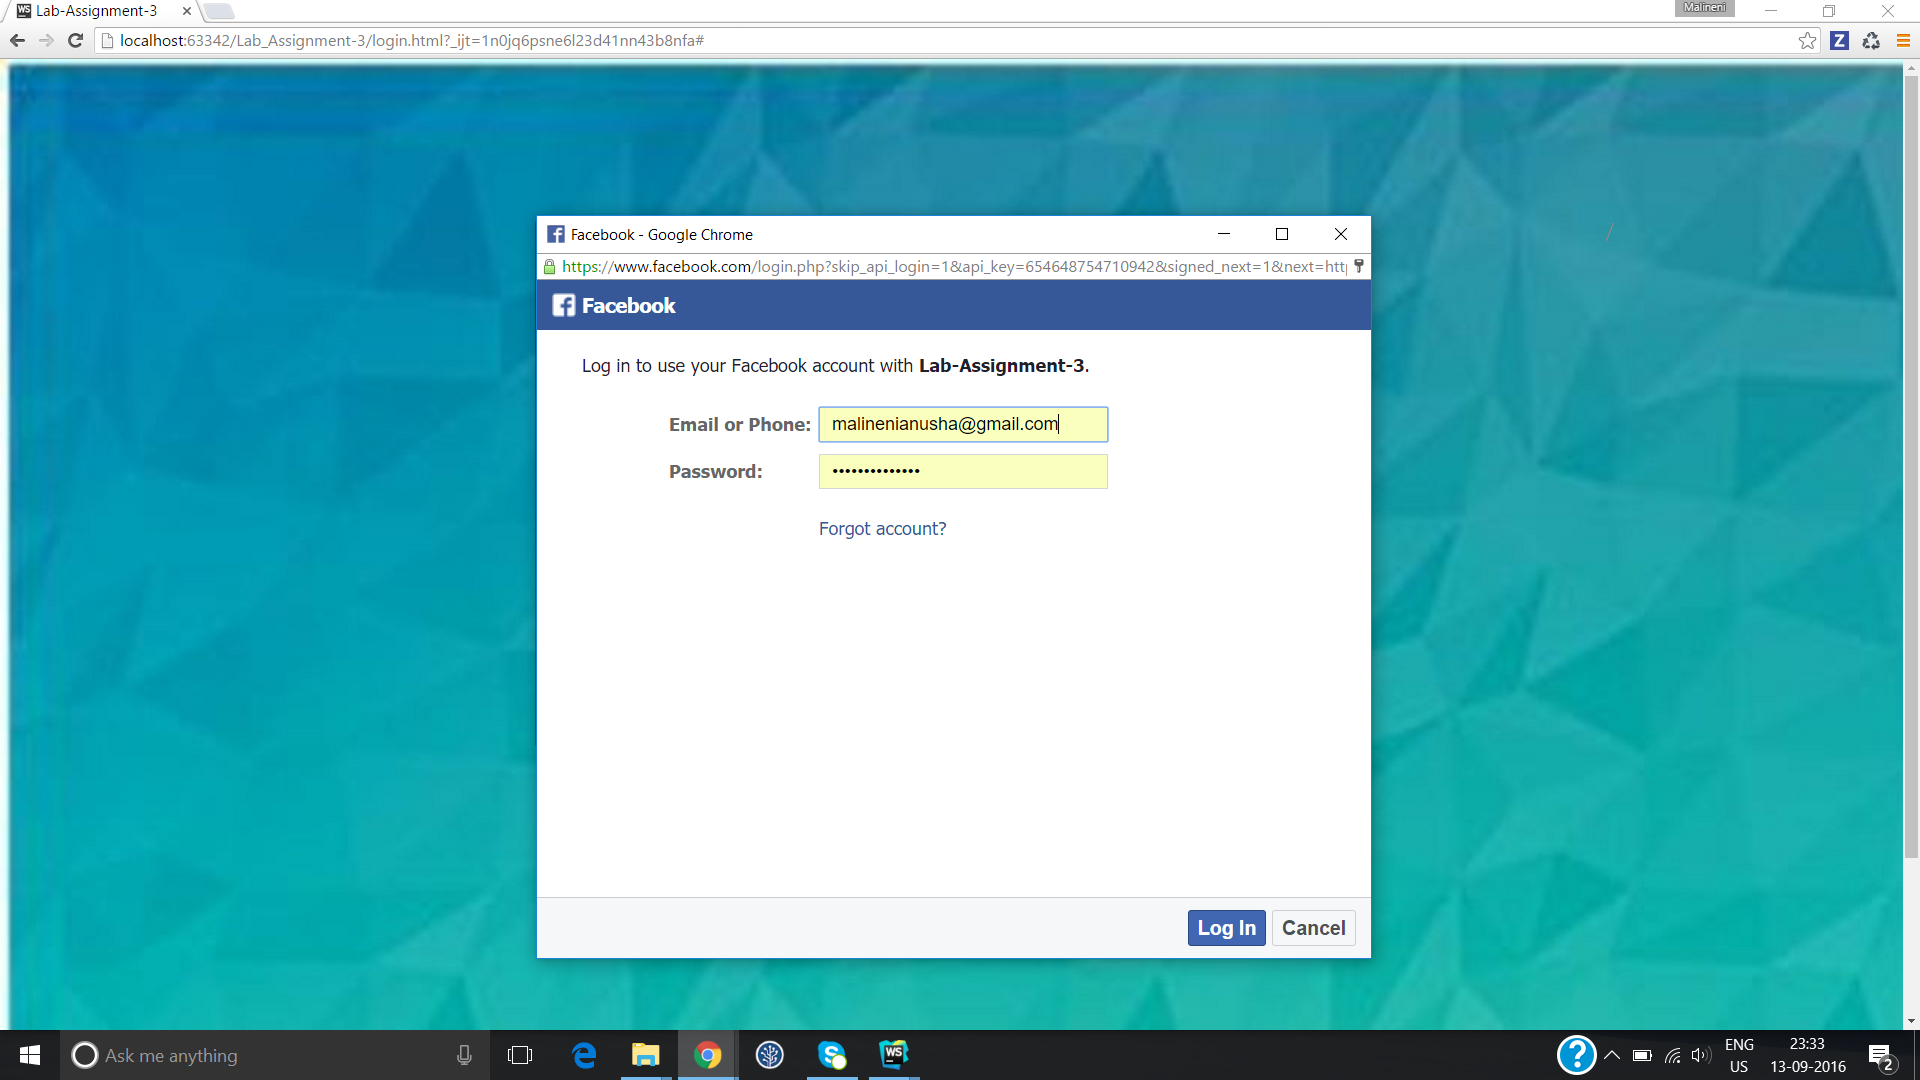 Lab-Assignment-3
Malineni
localhost:63342/Lab_Assignment-3/login.html?_ijt=1n0jq6psne6l23d41nn43b8nfa#
Facebook - Google Chrome
https://www.facebook.com/login.php?skip_api_login=1&api_key=654648754710942&signed_next=1&next=htt
Facebook
Log in to use your Facebook account with Lab-Assignment-3.
Email or Phone: malinenianusha@gmail.com
Password: ••••••••••••••
Forgot account?
Log In Cancel
Ask me anything
ENG
US
23:33
13-09-2016
2